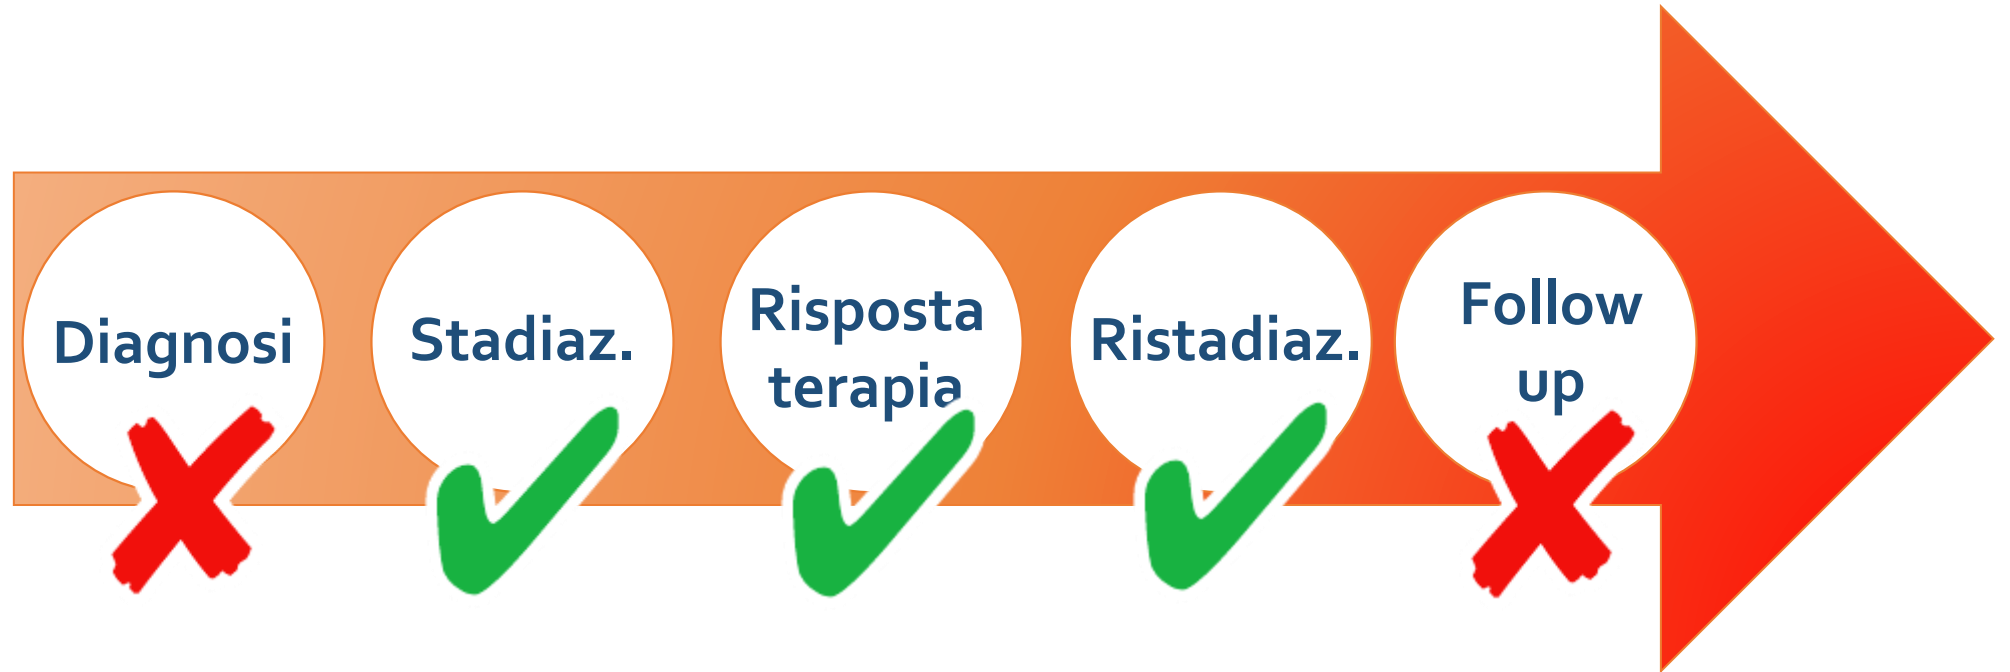 Diagnosi
Stadiaz.
Risposta
terapia
Ristadiaz.
Follow
up